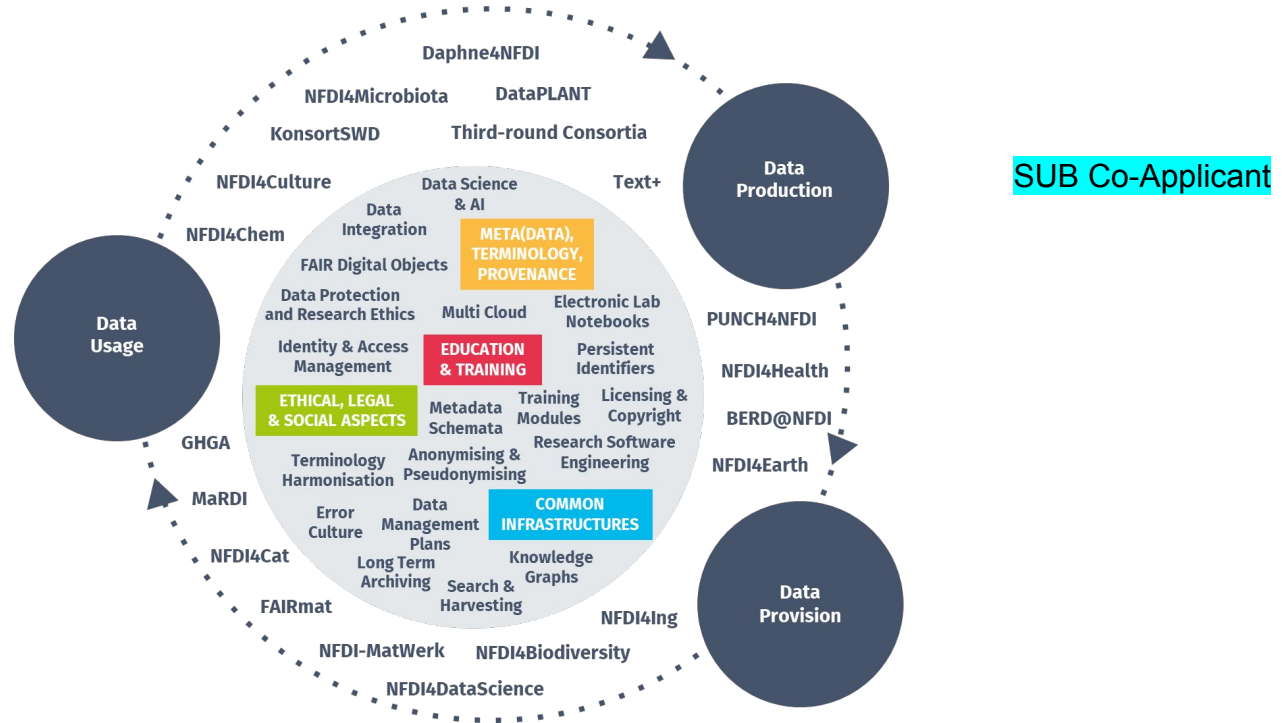 Daphne4NFDI
NFDI4Microbiota
DataPLANT
KonsortSWD
Third-round Consortia
NFDI4Culture
Text+
NFDI4Chem
Data
Production
SUB Co-Applicant
Data Science
& AI
Data
Integration
META(DATA),
TERMINOLOGY,
PROVENANCE
FAIR Digital Objects
Data Protection
and Research Ethics
Multi Cloud
Electronic Lab
Notebooks
Data
Usage
Identity & Access
Management
EDUCATION
& TRAINING
Persistent
Identifiers
ETHICAL, LEGAL
& SOCIAL ASPECTS
Metadata
Schemata
Training
Modules
Licensing &
Copyright
Research Software
Engineering
Terminology
Harmonisation
Anonymising &
Pseudonymising
Error
Culture
Data
Management
Plans
COMMON
INFRASTRUCTURES
Long Term
Archiving
Search &
Harvesting
Knowledge
Graphs
PUNCH4NFDI
NFDI4Health
BERD@NFDI
NFDI4Earth
Data
Provision
GHGA
MaRDI
NFDI4Cat
FAIRmat
NFDI4Ing
NFDI-MatWerk
NFDI4Biodiversity
NFDI4DataScience